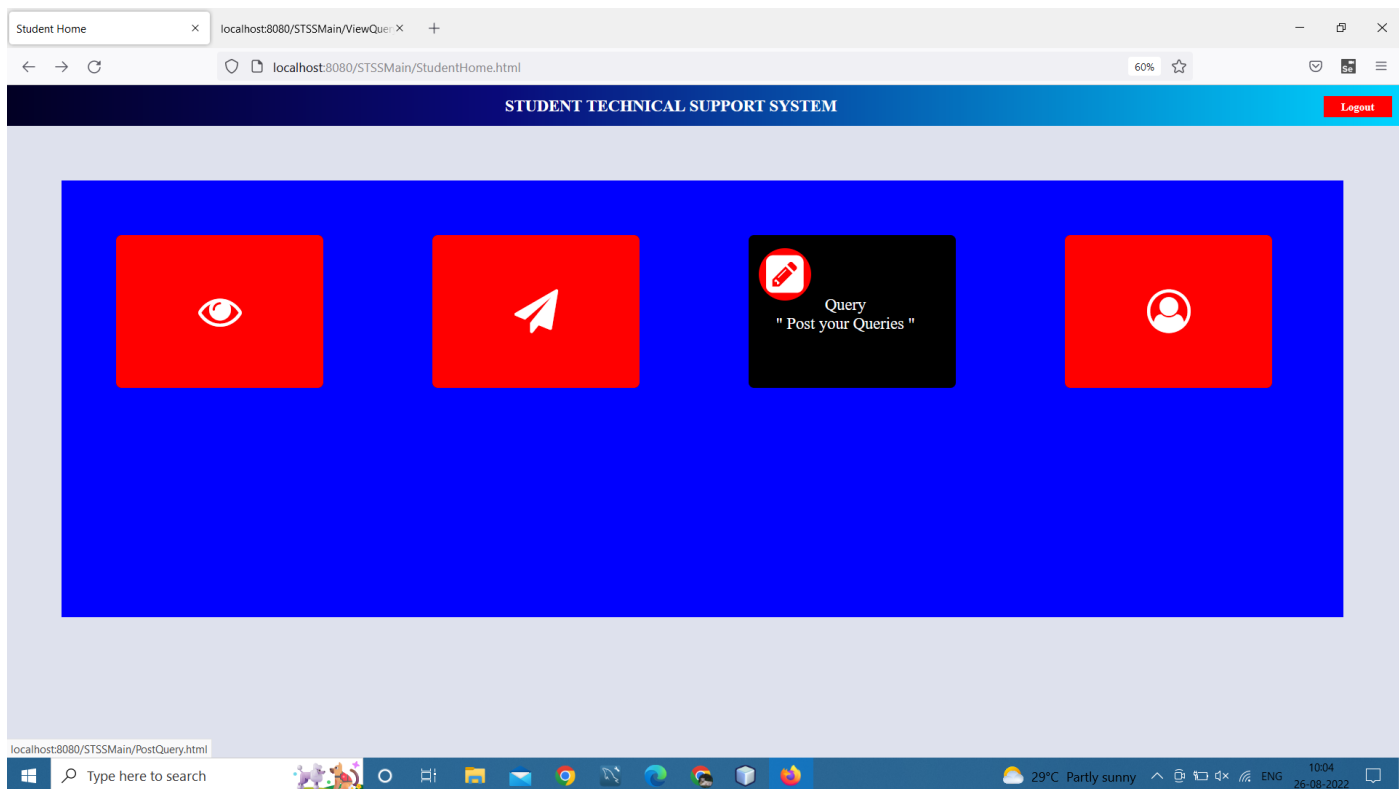 Student Home
localhost:8080/STSSMain/ViewQuer
localhost:8080/STSSMain/StudentHome.html
60%
Se
STUDENT TECHNICAL SUPPORT SYSTEM
Logout
Query
" Post your Queries "
localhost:8080/STSSMain/PostQuery.html
Type here to search
29°C Partly sunny
ENG
10:04
26-08-2022